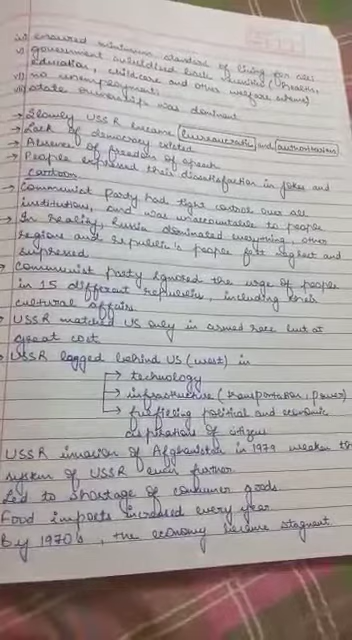 iv) ensured minimum standard of living for all
v) government subsidised basic necessities (health,
education, childcare and other welfare scheme)
vi) no unemployment
vii) state ownership was dominant
→ Slowly USSR became bureaucratic and authoritarian
→ Lack of democracy existed
→ Absence of freedom of speech
→ People expressed their dissatisfaction in jokes and
cartoon.
→ Communist Party had tight control over all
institutions, and was unaccountable to people
→ In reality, Russia dominated everything, other
regions and Republic's people felt neglect and
supressed
→ Communist party ignored the urge of people
in 15 different republics, including their
cultural affairs
→ USSR matched US only in armed race but at
great cost
→ USSR lagged behind US (west) in
→ technology
→ infrastructure (transportation, power)
→ fulfilling political and economic
aspirations of citizens
USSR invasion of Afghanistan in 1979 weaken the
system of USSR even further
Led to shortage of consumer goods
Food imports increased every year
By 1970's, the economy became stagnant